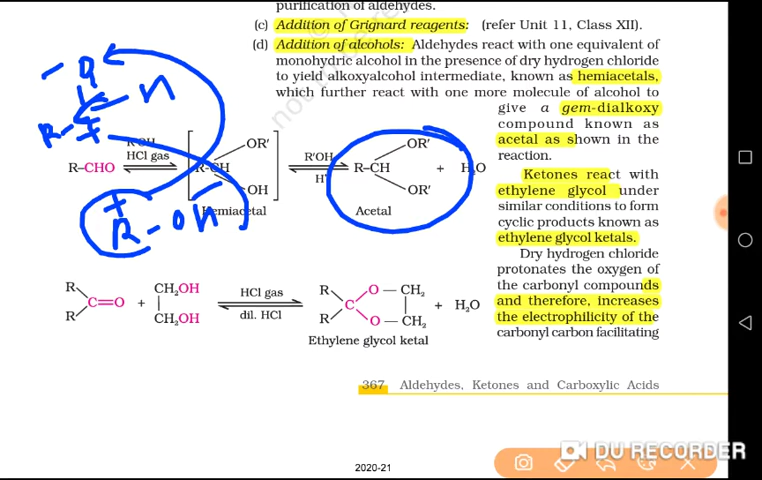 purification of aldehydes.
(c) Addition of Grignard reagents: (refer Unit 11, Class XII).
(d) Addition of alcohols: Aldehydes react with one equivalent of
monohydric alcohol in the presence of dry hydrogen chloride
to yield alkoxyalcohol intermediate, known as hemiacetals,
which further react with one more molecule of alcohol to
give a gem-dialkoxy
compound known as
acetal as shown in the
reaction.
Ketones react with
ethylene glycol under
similar conditions to form
cyclic products known as
ethylene glycol ketals.
Dry hydrogen chloride
protonates the oxygen of
the carbonyl compounds
and therefore, increases
the electrophilicity of the
carbonyl carbon facilitating
R–CHO
R'OH
HCl gas
R-CH
OR'
OH
Hemiacetal
R'OH
H+
R–CH
OR'
OR'
Acetal
+ H2O
R – OH
R
R
C=O + CH2OH
CH2OH
HCl gas
dil. HCl
R
R
C
O – CH2
O – CH2
+ H2O
Ethylene glycol ketal
367 Aldehydes, Ketones and Carboxylic Acids
2020-21
DU RECORDER